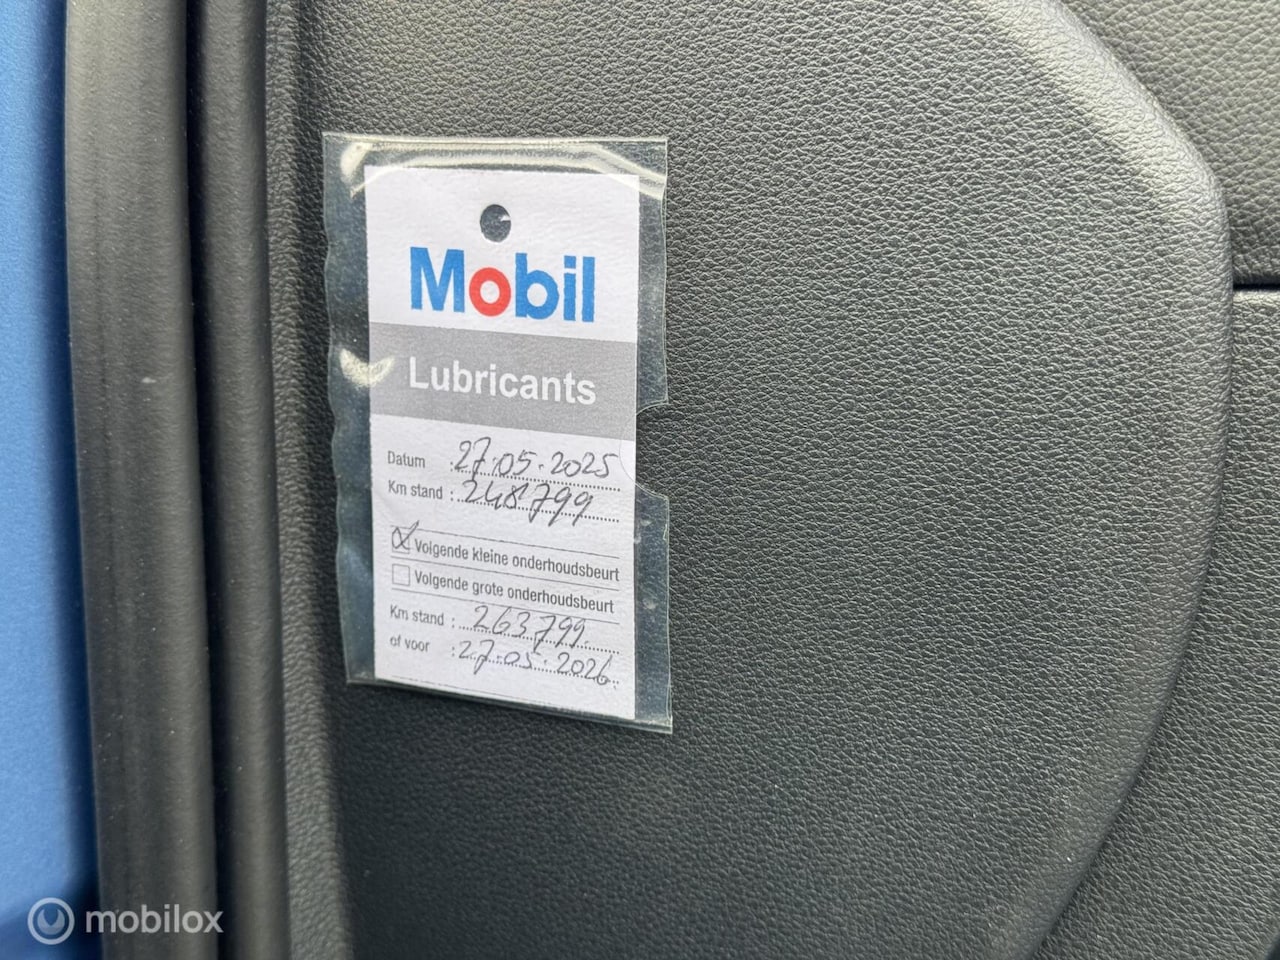 Mobil
Lubricants
Datum : 27.05.2025
Km stand : 248799
Volgende kleine onderhoudsbeurt
Volgende grote onderhoudsbeurt
Km stand : 263799.
of voor : 27.05.2026.
mobilox